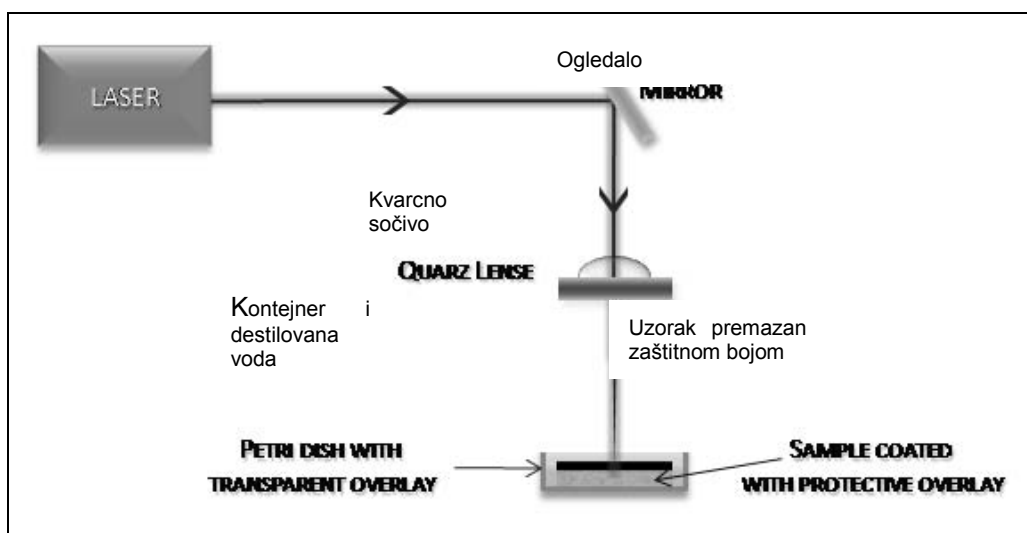 Ogledalo
LASER
MIRROR
Kvarcno
sočivo
QUARZ LENSE
Kontejner i
destilovana
voda
Uzorak premazan
zaštitnom bojom
PETRI DISH WITH
TRANSPARENT OVERLAY
SAMPLE COATED
WITH PROTECTIVE OVERLAY